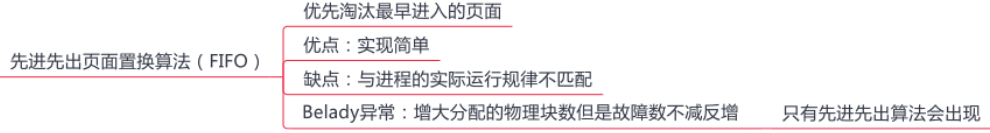 优先淘汰最早进入的页面
优点：实现简单
先进先出页面置换算法（FIFO）
缺点：与进程的实际运行规律不匹配
Belady异常：增大分配的物理块数但是故障数不减反增
只有先进先出算法会出现